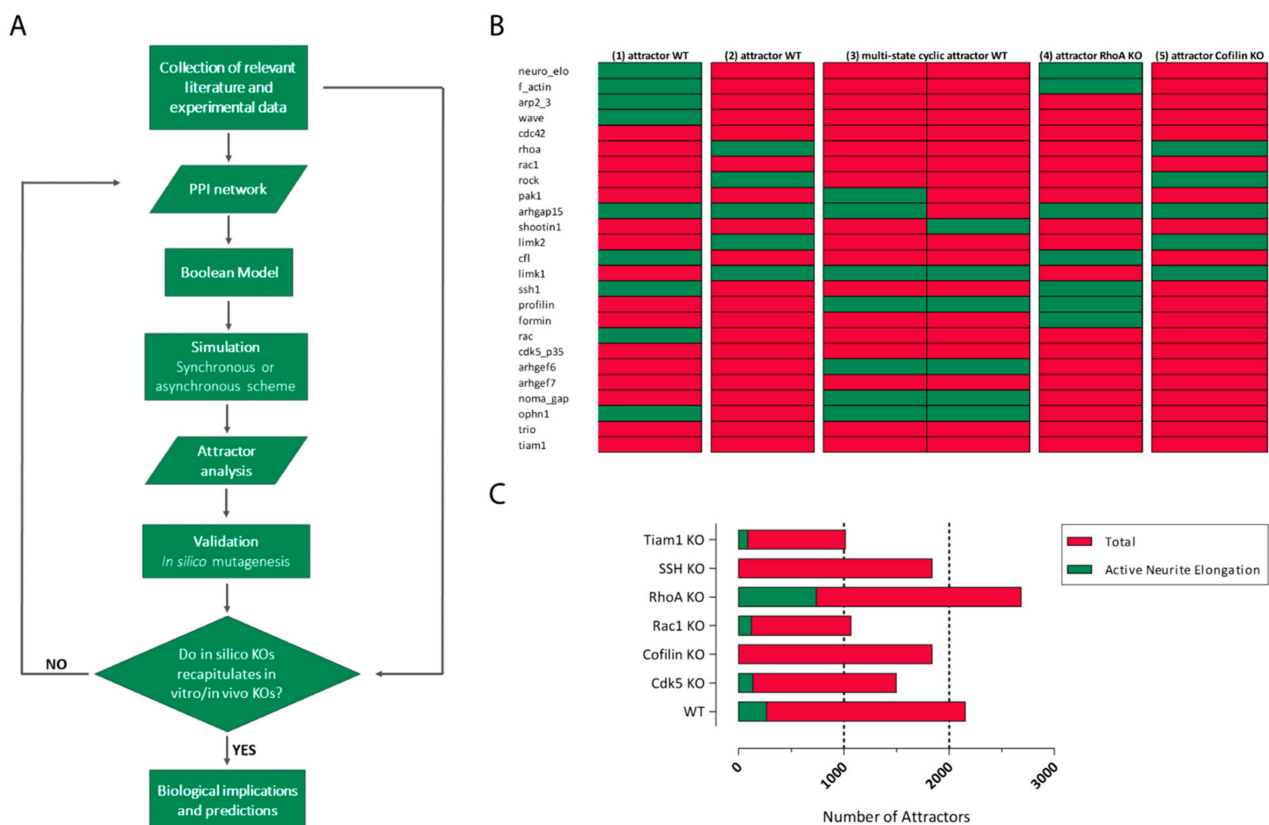 A
Collection of relevant
literature and
experimental data
PPI network
Boolean Model
Simulation
Synchronous or
asynchronous scheme
Attractor
analysis
Validation
In silico mutagenesis
NO
Do in silico KOs
recapitulates in
vitro/in vivo KOs?
YES
Biological implications
and predictions
B
(1) attractor WT (2) attractor WT (3) multi-state cyclic attractor WT (4) attractor RhoA KO (5) attractor Cofilin KO
neuro_elo
f_actin
arp2_3
wave
cdc42
rhoa
rac1
rock
pak1
arhgap15
shootin1
limk2
cfl
limk1
ssh1
profilin
formin
rac
cdk5_p35
arhgef6
arhgef7
noma_gap
ophn1
trio
tiam1
C
Tiam1 KO
SSH KO
RhoA KO
Rac1 KO
Cofilin KO
Cdk5 KO
WT
0 1000 2000 3000
Number of Attractors
Total
Active Neurite Elongation